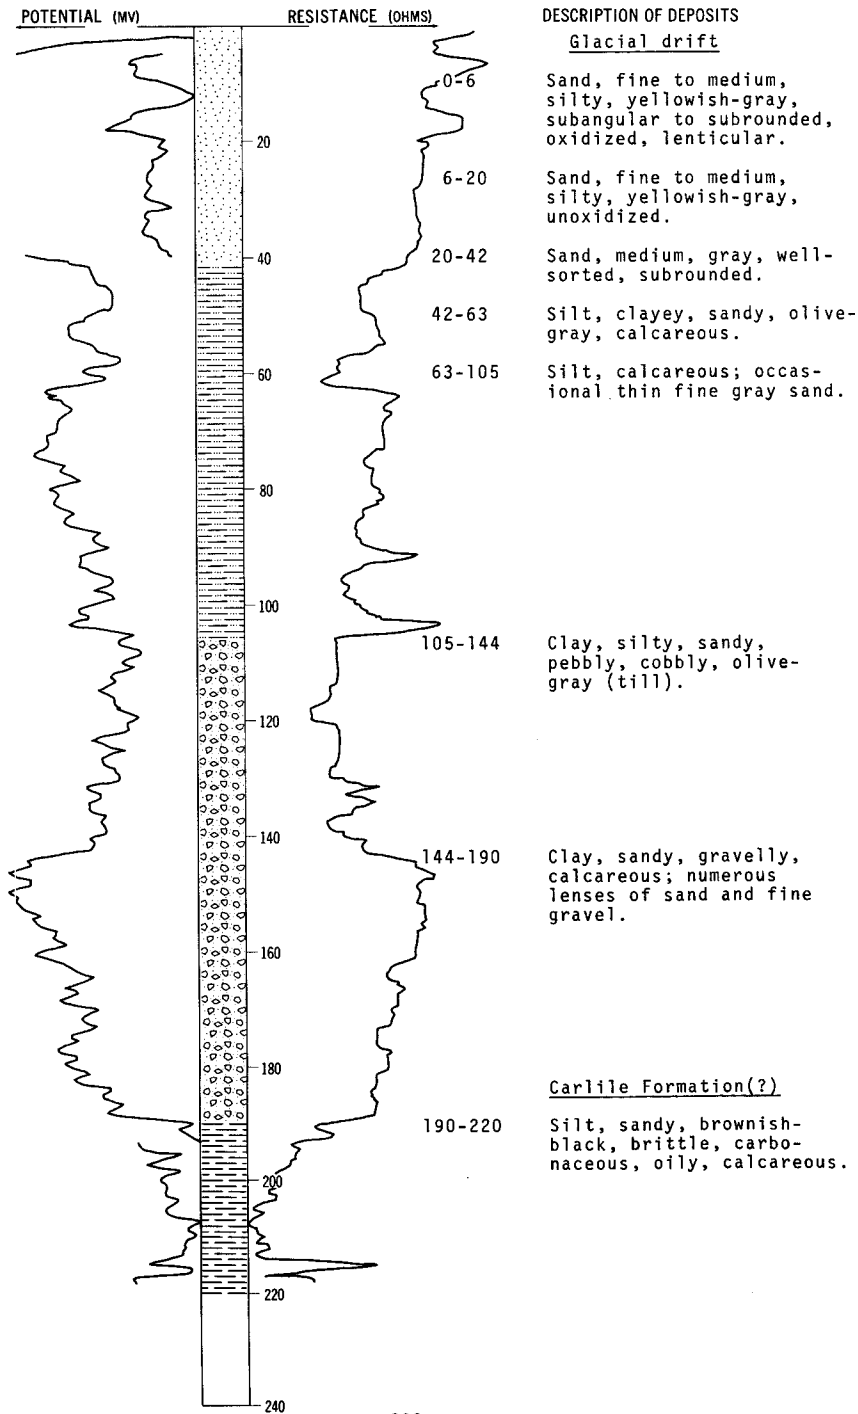 POTENTIAL (MV) RESISTANCE (OHMS) DESCRIPTION OF DEPOSITS
Glacial drift
0-6 Sand, fine to medium,
silty, yellowish-gray,
subangular to subrounded,
oxidized, lenticular.
20
6-20 Sand, fine to medium,
silty, yellowish-gray,
unoxidized.
40
20-42 Sand, medium, gray, well-
sorted, subrounded.
42-63 Silt, clayey, sandy, olive-
gray, calcareous.
60
63-105 Silt, calcareous; occas-
ional thin fine gray sand.
80
100
105-144 Clay, silty, sandy,
pebbly, cobbly, olive-
gray (till).
120
140
144-190 Clay, sandy, gravelly,
calcareous; numerous
lenses of sand and fine
gravel.
160
180
Carlile Formation(?)
190-220 Silt, sandy, brownish-
black, brittle, carbo-
naceous, oily, calcareous.
200
220
240